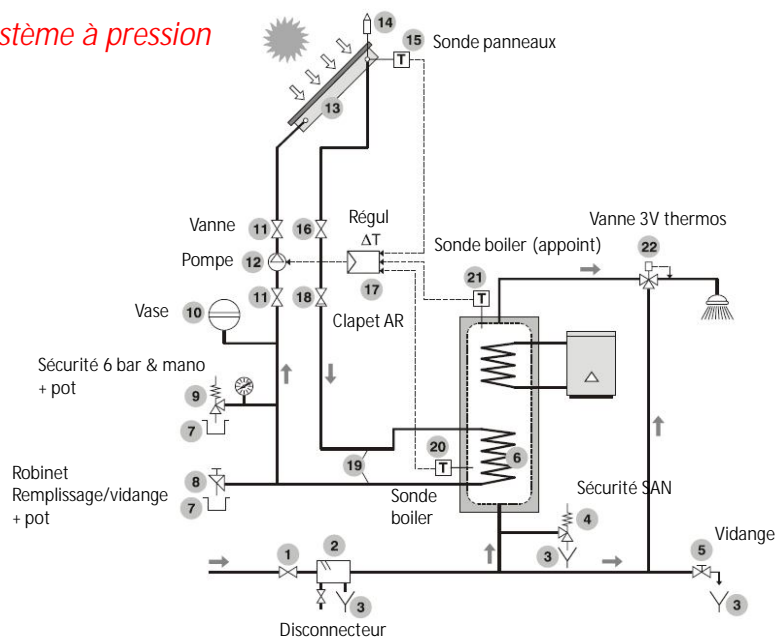 stème à pression
14
15
Sonde panneaux
T
13
Vanne
11
16
Régul
Vanne 3V thermos
ΔT
Sonde boiler (appoint)
22
Pompe
12
17
21
T
11
18
Vase
10
Clapet AR
Sécurité 6 bar & mano
+ pot
9
7
20
T
6
19
Robinet
Remplissage/vidange
+ pot
8
7
Sonde
boiler
Sécurité SAN
4
Vidange
1
2
3
5
3
3
Disconnecteur